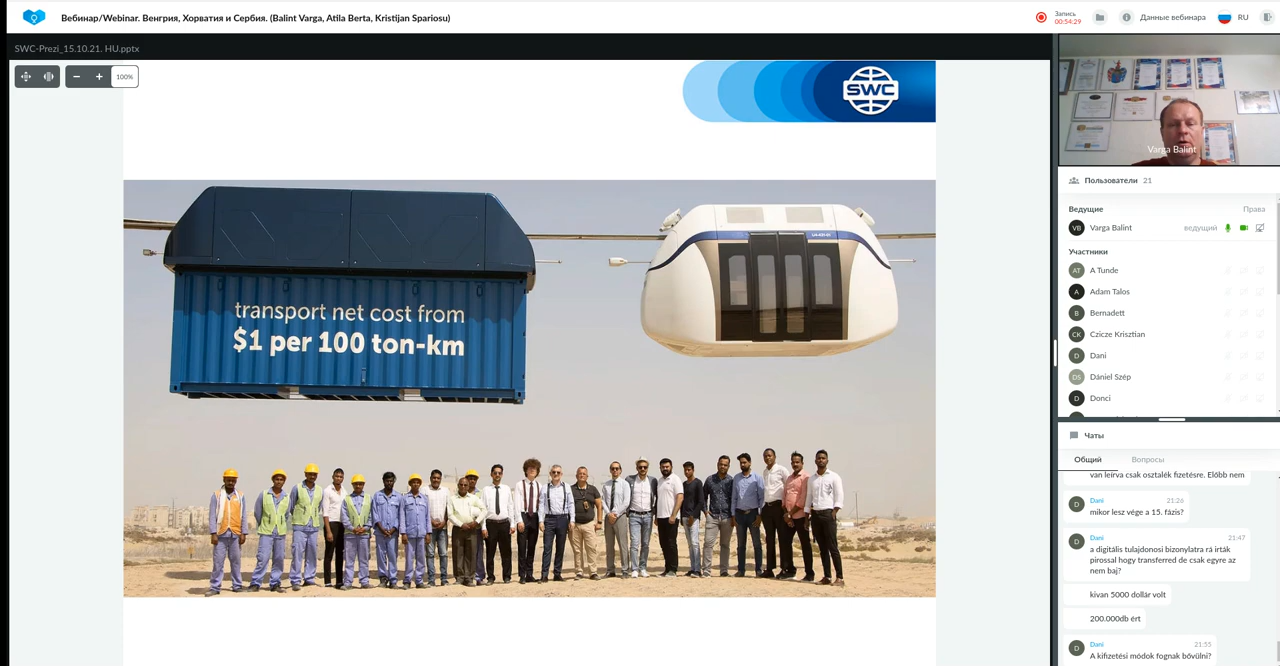 Вебинар/Webinar. Венгрия, Хорватия и Сербия. (Balint Varga, Atila Berta, Kristijan Spariosu)
Запись
00:54:29
Данные вебинара
RU
SWC-Prezi_15.10.21. HU.pptx
100%
SWC
transport net cost from
$1 per 100 ton-km
Varga Balint
Пользователи 21
Ведущие Права
VB Varga Balint ведущий
Участники
AT A Tunde
A Adam Talos
B Bernadett
CK Czicze Krisztian
D Dani
DS Dániel Szép
D Donci
Чаты
Общий Вопросы
van leírva csak osztalék fizetésre. Előbb nem
D Dani 21:26
mikor lesz vége a 15. fázis?
D Dani 21:47
a digitális tulajdonosi bizonylatra rá írták
pirossal hogy transferred de csak egyre az
nem baj?
kivan 5000 dollár volt
200.000db ért
D Dani 21:55
A kifizetési módok fognak bővülni?